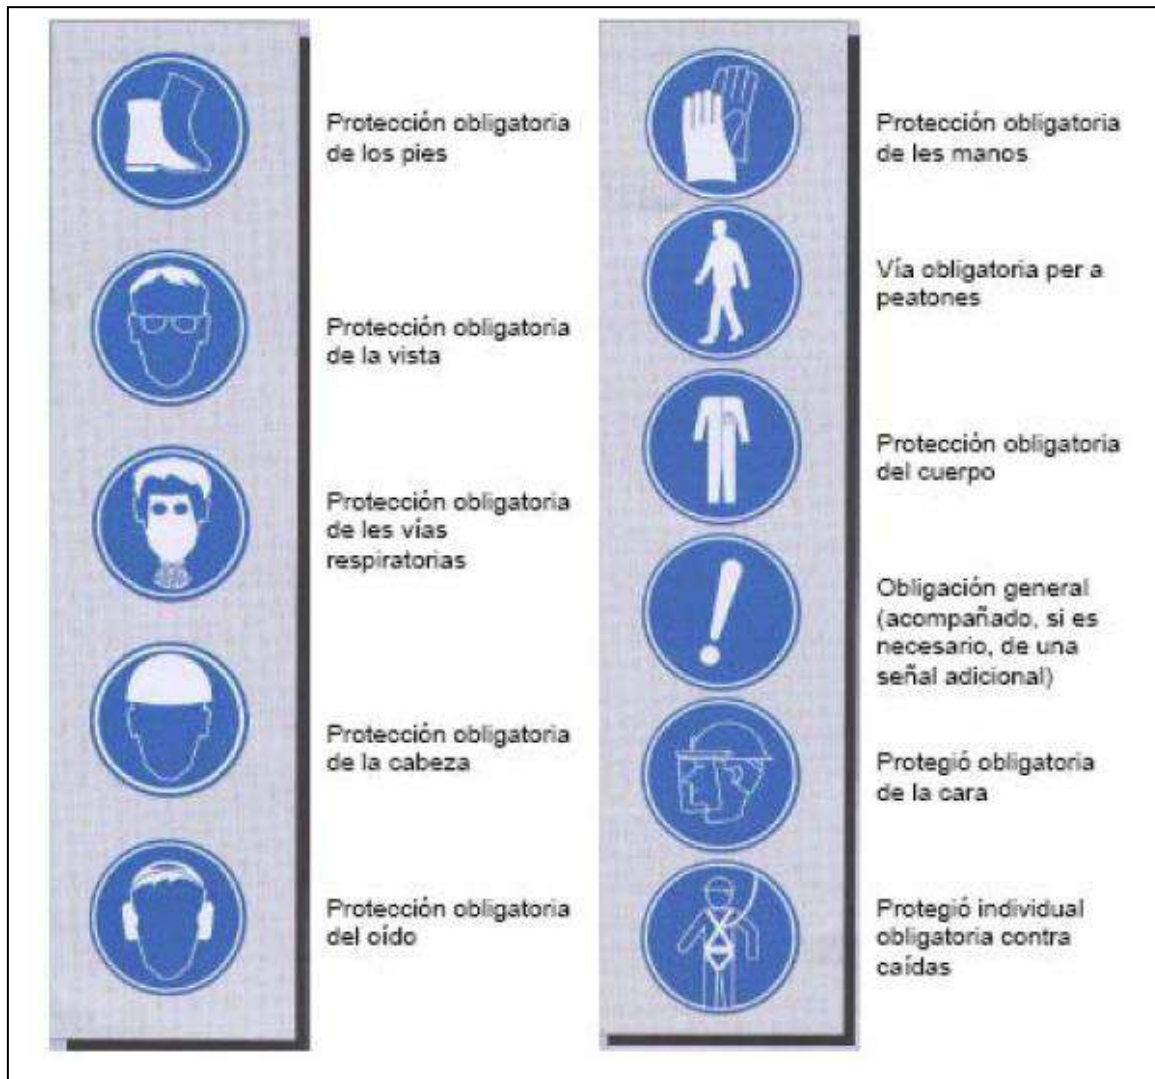 Protección obligatoria
de los pies
Protección obligatoria
de la vista
Protección obligatoria
de les vías
respiratorias
Protección obligatoria
de la cabeza
Protección obligatoria
del oído
Protección obligatoria
de les manos
Vía obligatoria per a
peatones
Protección obligatoria
del cuerpo
Obligación general
(acompañado, si es
necesario, de una
señal adicional)
Protegió obligatoria
de la cara
Protegió individual
obligatoria contra
caídas